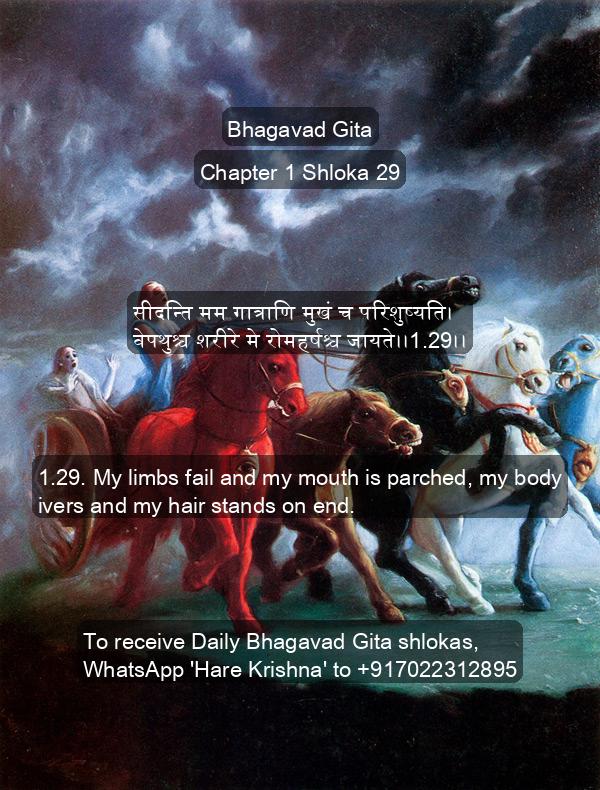 Bhagavad Gita
Chapter 1 Shloka 29
सीदन्ति मम गात्राणि मुखं च परिशुष्यति।
वेपथुश्च शरीरे मे रोमहर्षश्च जायते।।1.29।।
1.29. My limbs fail and my mouth is parched, my body
ivers and my hair stands on end.
To receive Daily Bhagavad Gita shlokas,
WhatsApp 'Hare Krishna' to +917022312895